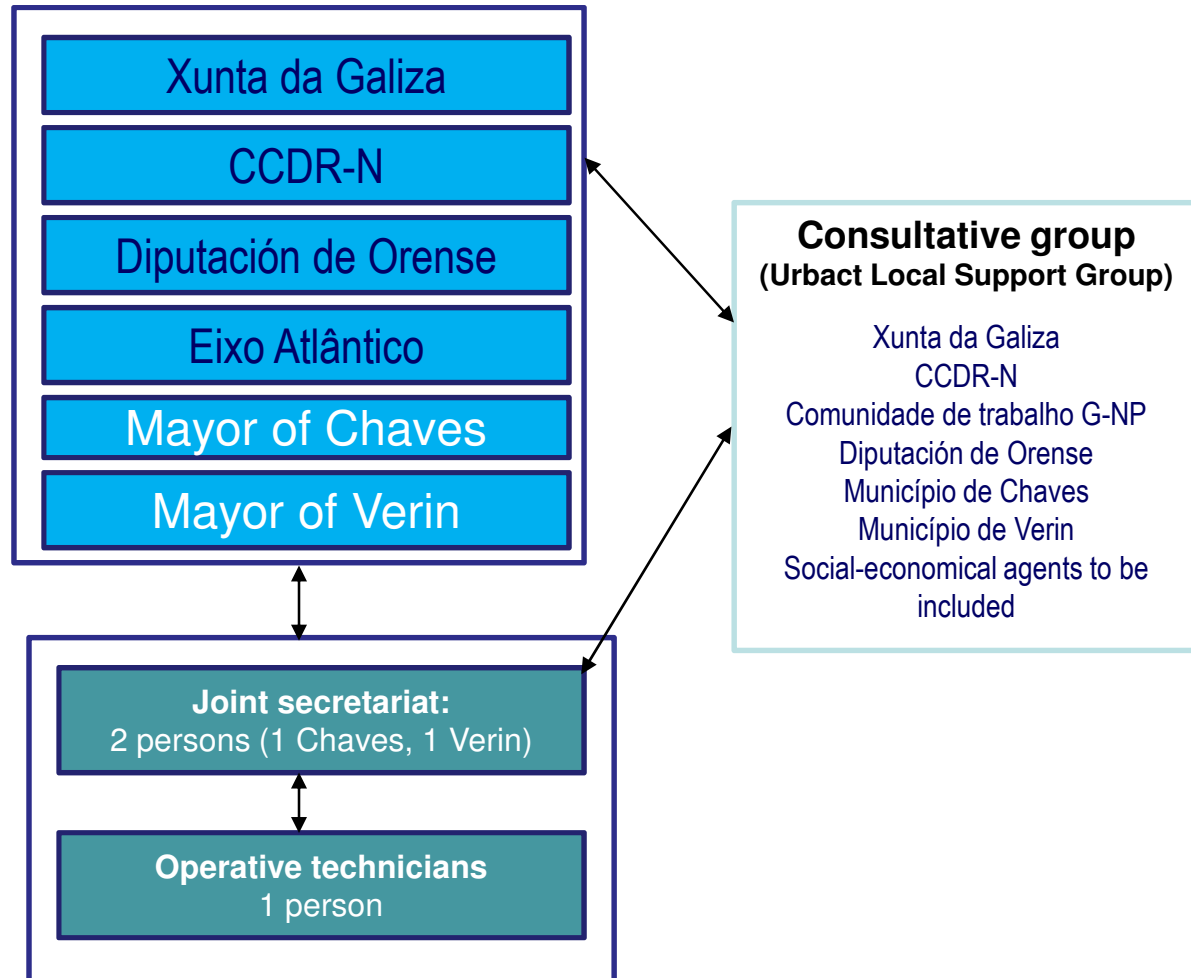 Xunta da Galiza
CCDR-N
Diputación de Orense
Eixo Atlântico
Mayor of Chaves
Mayor of Verin
Consultative group
(Urbact Local Support Group)
Xunta da Galiza
CCDR-N
Comunidade de trabalho G-NP
Diputación de Orense
Município de Chaves
Município de Verin
Social-economical agents to be
included
Joint secretariat:
2 persons (1 Chaves, 1 Verin)
Operative technicians
1 person